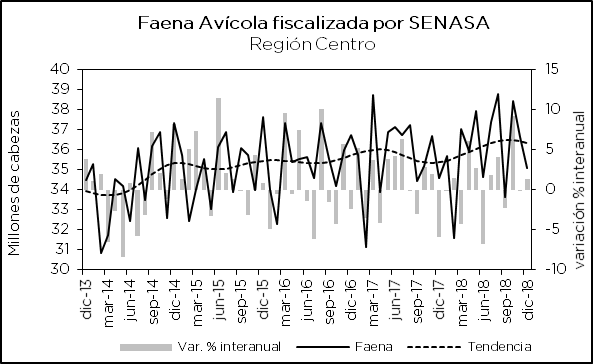 Faena Avícola fiscalizada por SENASA
Región Centro
Millones de cabezas
40
39
38
37
36
35
34
33
32
31
30
15
10
5
0
-5
-10
variación % interanual
dic-13
mar-14
jun-14
sep-14
dic-14
mar-15
jun-15
sep-15
dic-15
mar-16
jun-16
sep-16
dic-16
mar-17
jun-17
sep-17
dic-17
mar-18
jun-18
sep-18
dic-18
Var. % interanual Faena Tendencia